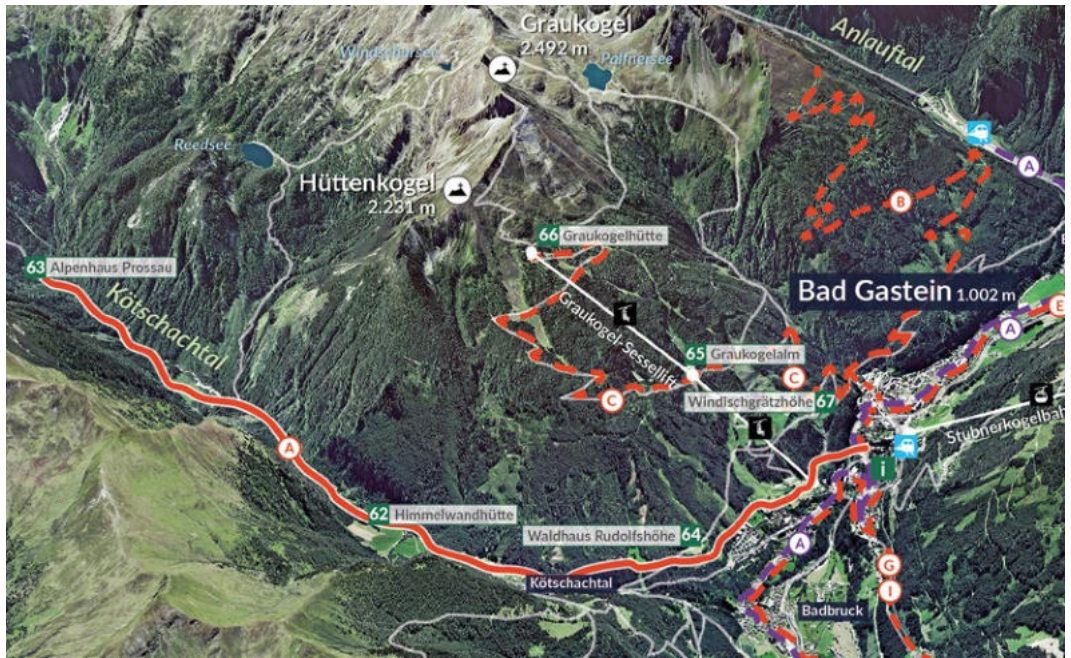 Graukogel
2.492 m
Windschursee
Palfnersee
Anlauftal
Reedsee
A
Hüttenkogel
2.231 m
B
66 Graukogelhütte
63 Alpenhaus Prossau
Kötschachtal
Bad Gastein 1.002 m
A
E
Graukogel-Sessellift
65 Graukogelalm
C
C
Windischgrätzhöhe 67
Stubnerkogelbah
A
i
62 Himmelwandhütte
Waldhaus Rudolfshöhe 64
A
Kötschachtal
G
I
Badbruck